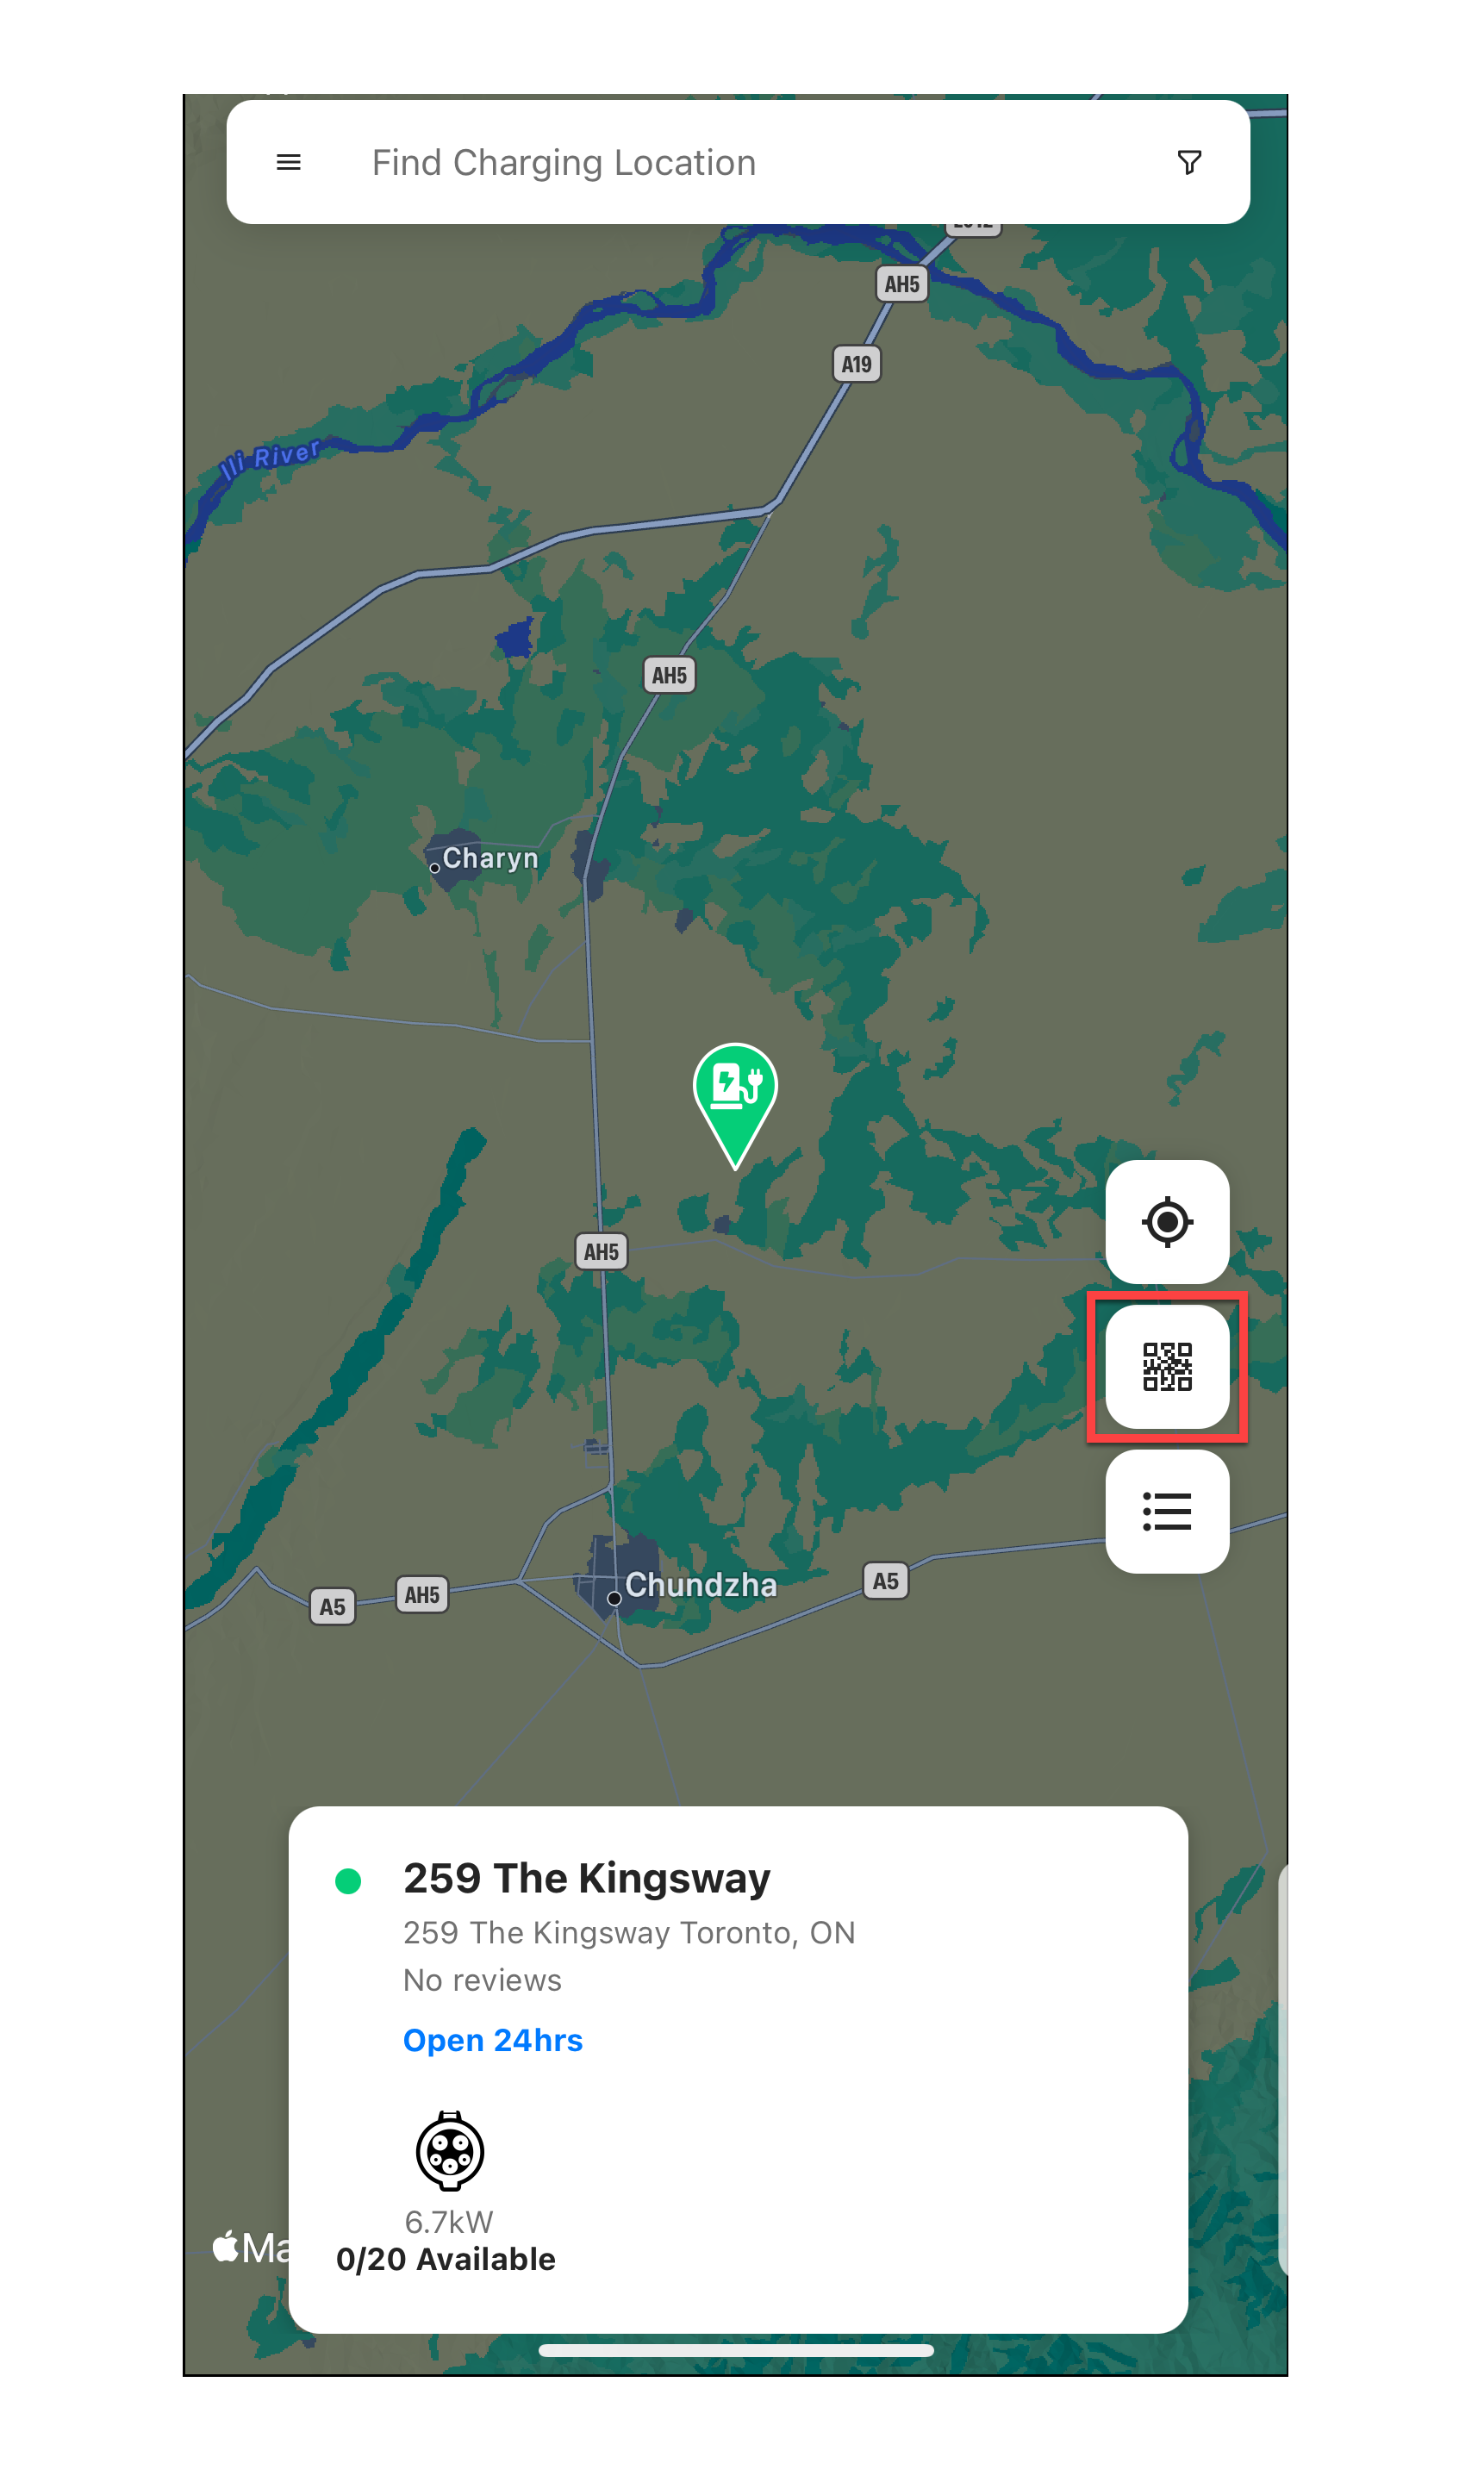 Find Charging Location
AH5
A19
Ili River
AH5
Charyn
AH5
Chundzha
A5
AH5
A5
259 The Kingsway
259 The Kingsway Toronto, ON
No reviews
Open 24hrs
6.7kW
0/20 Available